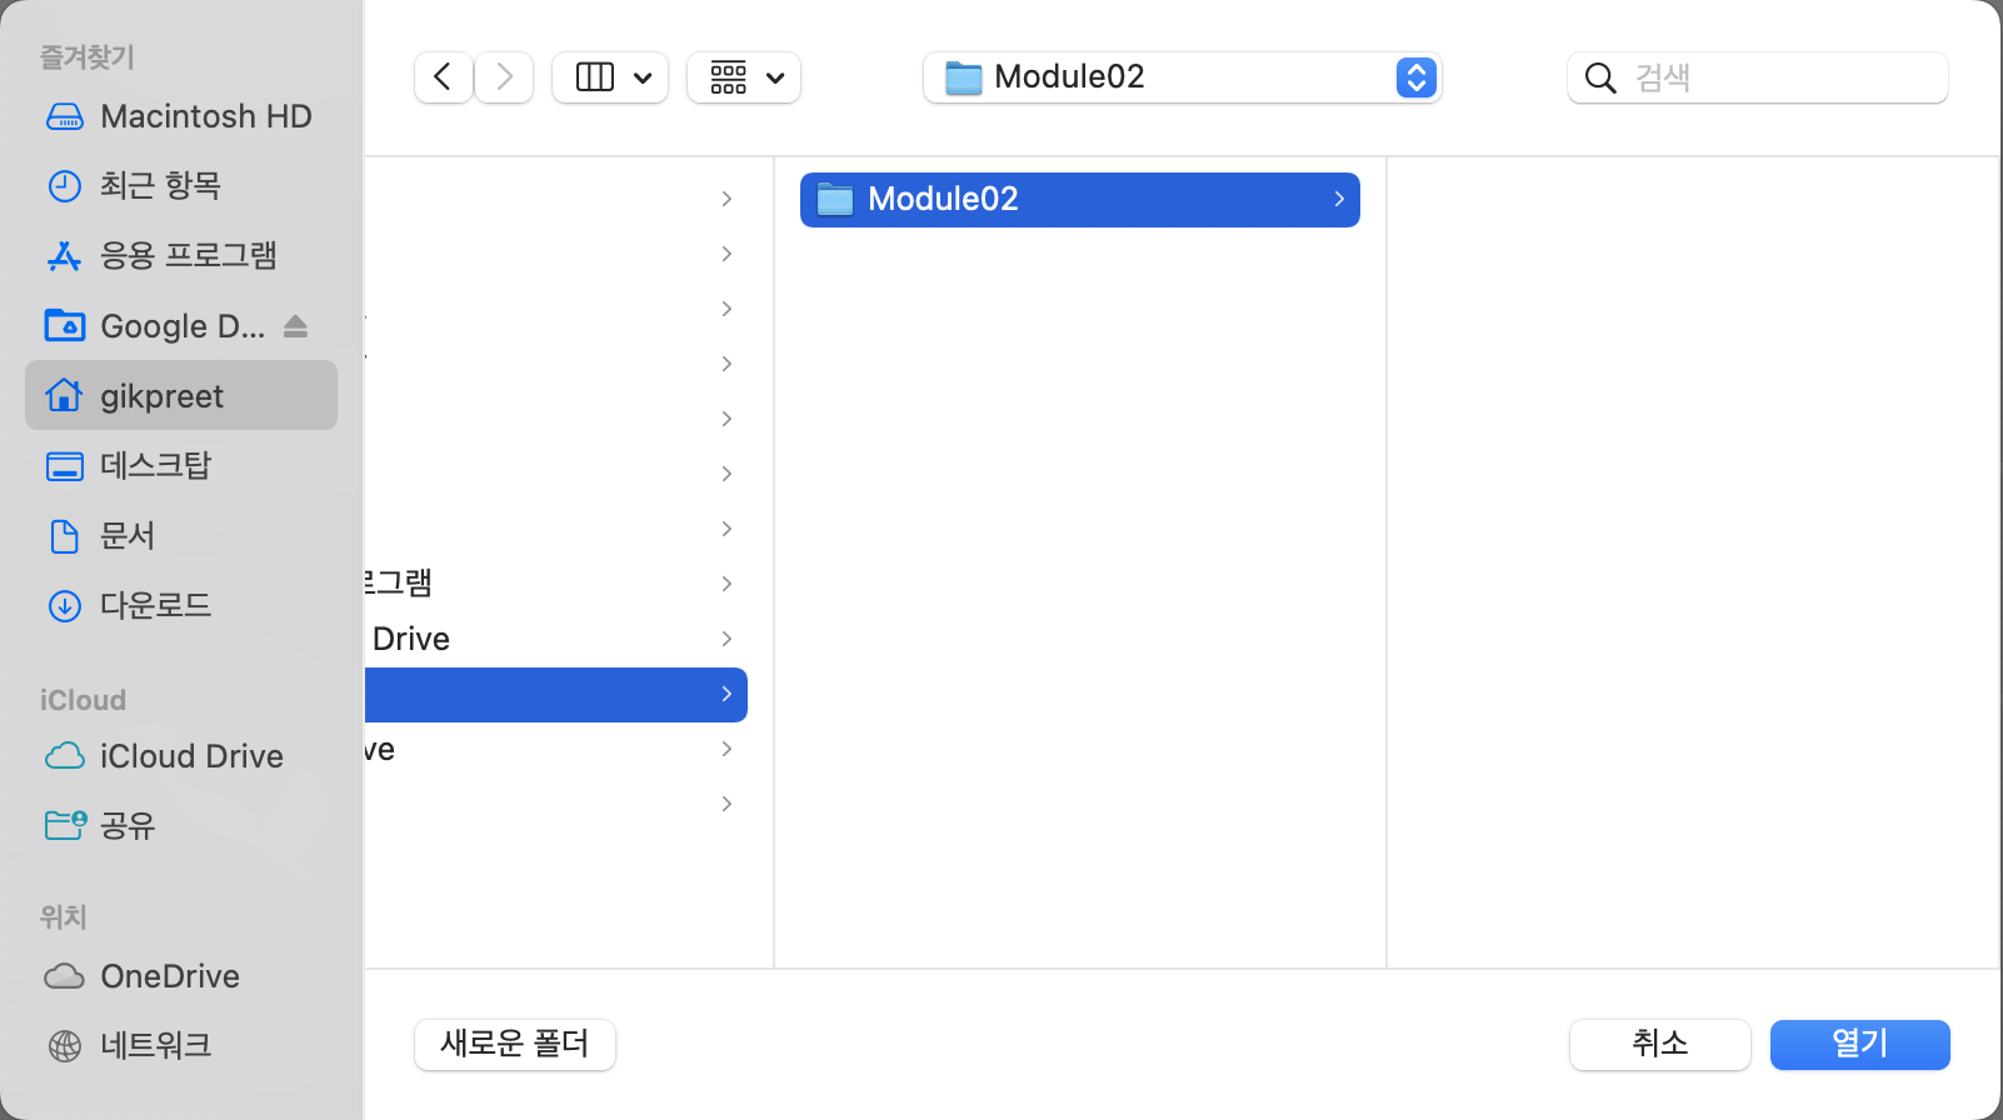 즐겨찾기
Macintosh HD
최근 항목
응용 프로그램
Google D...
gikpreet
데스크탑
문서
다운로드
iCloud
iCloud Drive
공유
위치
OneDrive
네트워크
Module02
검색
로그램
Drive
ve
Module02
새로운 폴더
취소
열기